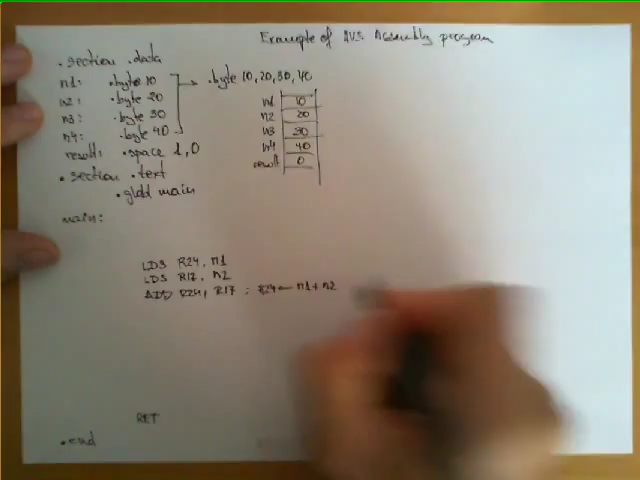 Example of AVR Assembly program
.section .data
n1: .byte 10 .byte 10, 20, 30, 40
n2: .byte 20
n3: .byte 30
n4: .byte 40
result: .space 1,0
n1 10
n2 20
n3 30
n4 40
result 0
.section .text
.globl main
main:
LDS R24, n1
LDS R17, n2
ADD R24, R17 ; R24 ← n1 + n2
RET
.end